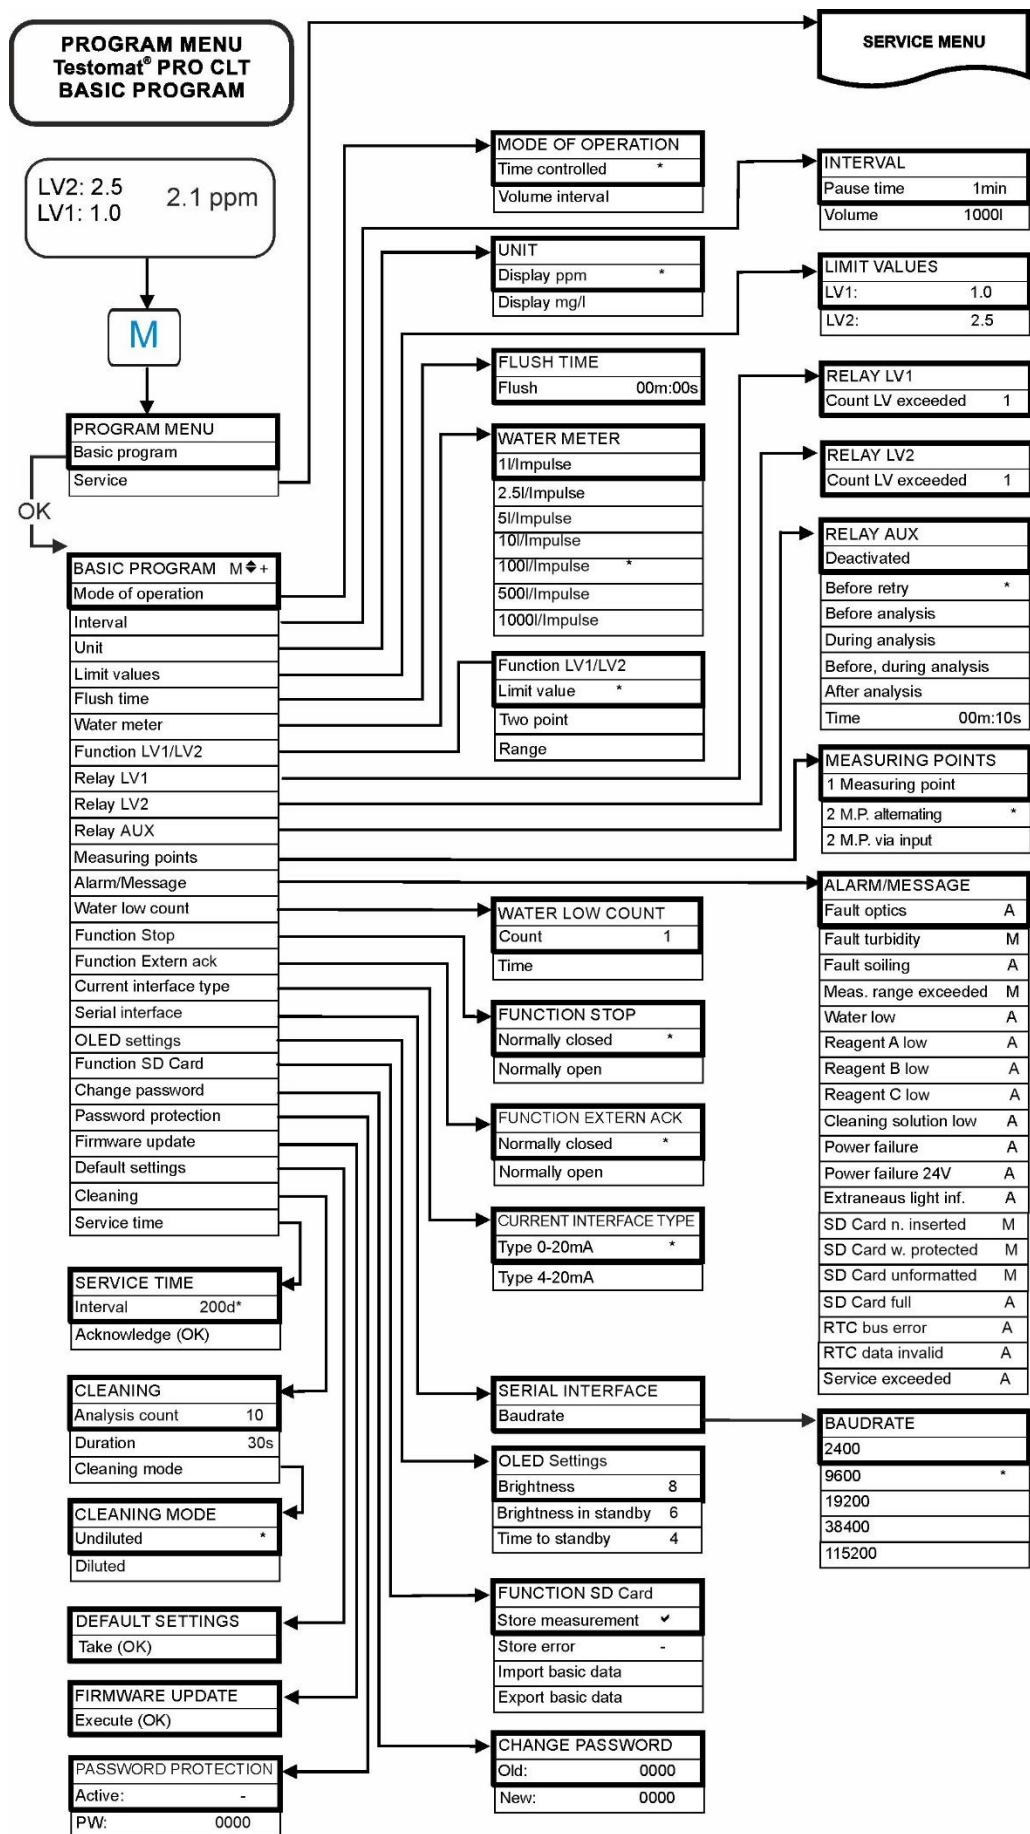 PROGRAM MENU
Testomat® PRO CLT
BASIC PROGRAM
SERVICE MENU
LV2: 2.5
LV1: 1.0
2.1 ppm
M
PROGRAM MENU
Basic program
Service
OK
BASIC PROGRAM M +
Mode of operation
Interval
Unit
Limit values
Flush time
Water meter
Function LV1/LV2
Relay LV1
Relay LV2
Relay AUX
Measuring points
Alarm/Message
Water low count
Function Stop
Function Extern ack
Current interface type
Serial interface
OLED settings
Function SD Card
Change password
Password protection
Firmware update
Default settings
Cleaning
Service time
SERVICE TIME
Interval 200d*
Acknowledge (OK)
CLEANING
Analysis count 10
Duration 30s
Cleaning mode
CLEANING MODE
Undiluted *
Diluted
DEFAULT SETTINGS
Take (OK)
FIRMWARE UPDATE
Execute (OK)
PASSWORD PROTECTION
Active: -
PW: 0000
MODE OF OPERATION
Time controlled *
Volume interval
UNIT
Display ppm *
Display mg/l
FLUSH TIME
Flush 00m:00s
WATER METER
1l/Impulse
2.5l/Impulse
5l/Impulse
10l/Impulse
100l/Impulse *
500l/Impulse
1000l/Impulse
Function LV1/LV2
Limit value *
Two point
Range
WATER LOW COUNT
Count 1
Time
FUNCTION STOP
Normally closed *
Normally open
FUNCTION EXTERN ACK
Normally closed *
Normally open
CURRENT INTERFACE TYPE
Type 0-20mA *
Type 4-20mA
SERIAL INTERFACE
Baudrate
OLED Settings
Brightness 8
Brightness in standby 6
Time to standby 4
FUNCTION SD Card
Store measurement ✔
Store error -
Import basic data
Export basic data
CHANGE PASSWORD
Old: 0000
New: 0000
INTERVAL
Pause time 1min
Volume 1000l
LIMIT VALUES
LV1: 1.0
LV2: 2.5
RELAY LV1
Count LV exceeded 1
RELAY LV2
Count LV exceeded 1
RELAY AUX
Deactivated
Before retry *
Before analysis
During analysis
Before, during analysis
After analysis
Time 00m:10s
MEASURING POINTS
1 Measuring point
2 M.P. alternating *
2 M.P. via input
ALARM/MESSAGE
Fault optics A
Fault turbidity M
Fault soiling A
Meas. range exceeded M
Water low A
Reagent A low A
Reagent B low A
Reagent C low A
Cleaning solution low A
Power failure A
Power failure 24V A
Extraneaus light inf. A
SD Card n. inserted M
SD Card w. protected M
SD Card unformatted M
SD Card full A
RTC bus error A
RTC data invalid A
Service exceeded A
BAUDRATE
2400
9600 *
19200
38400
115200